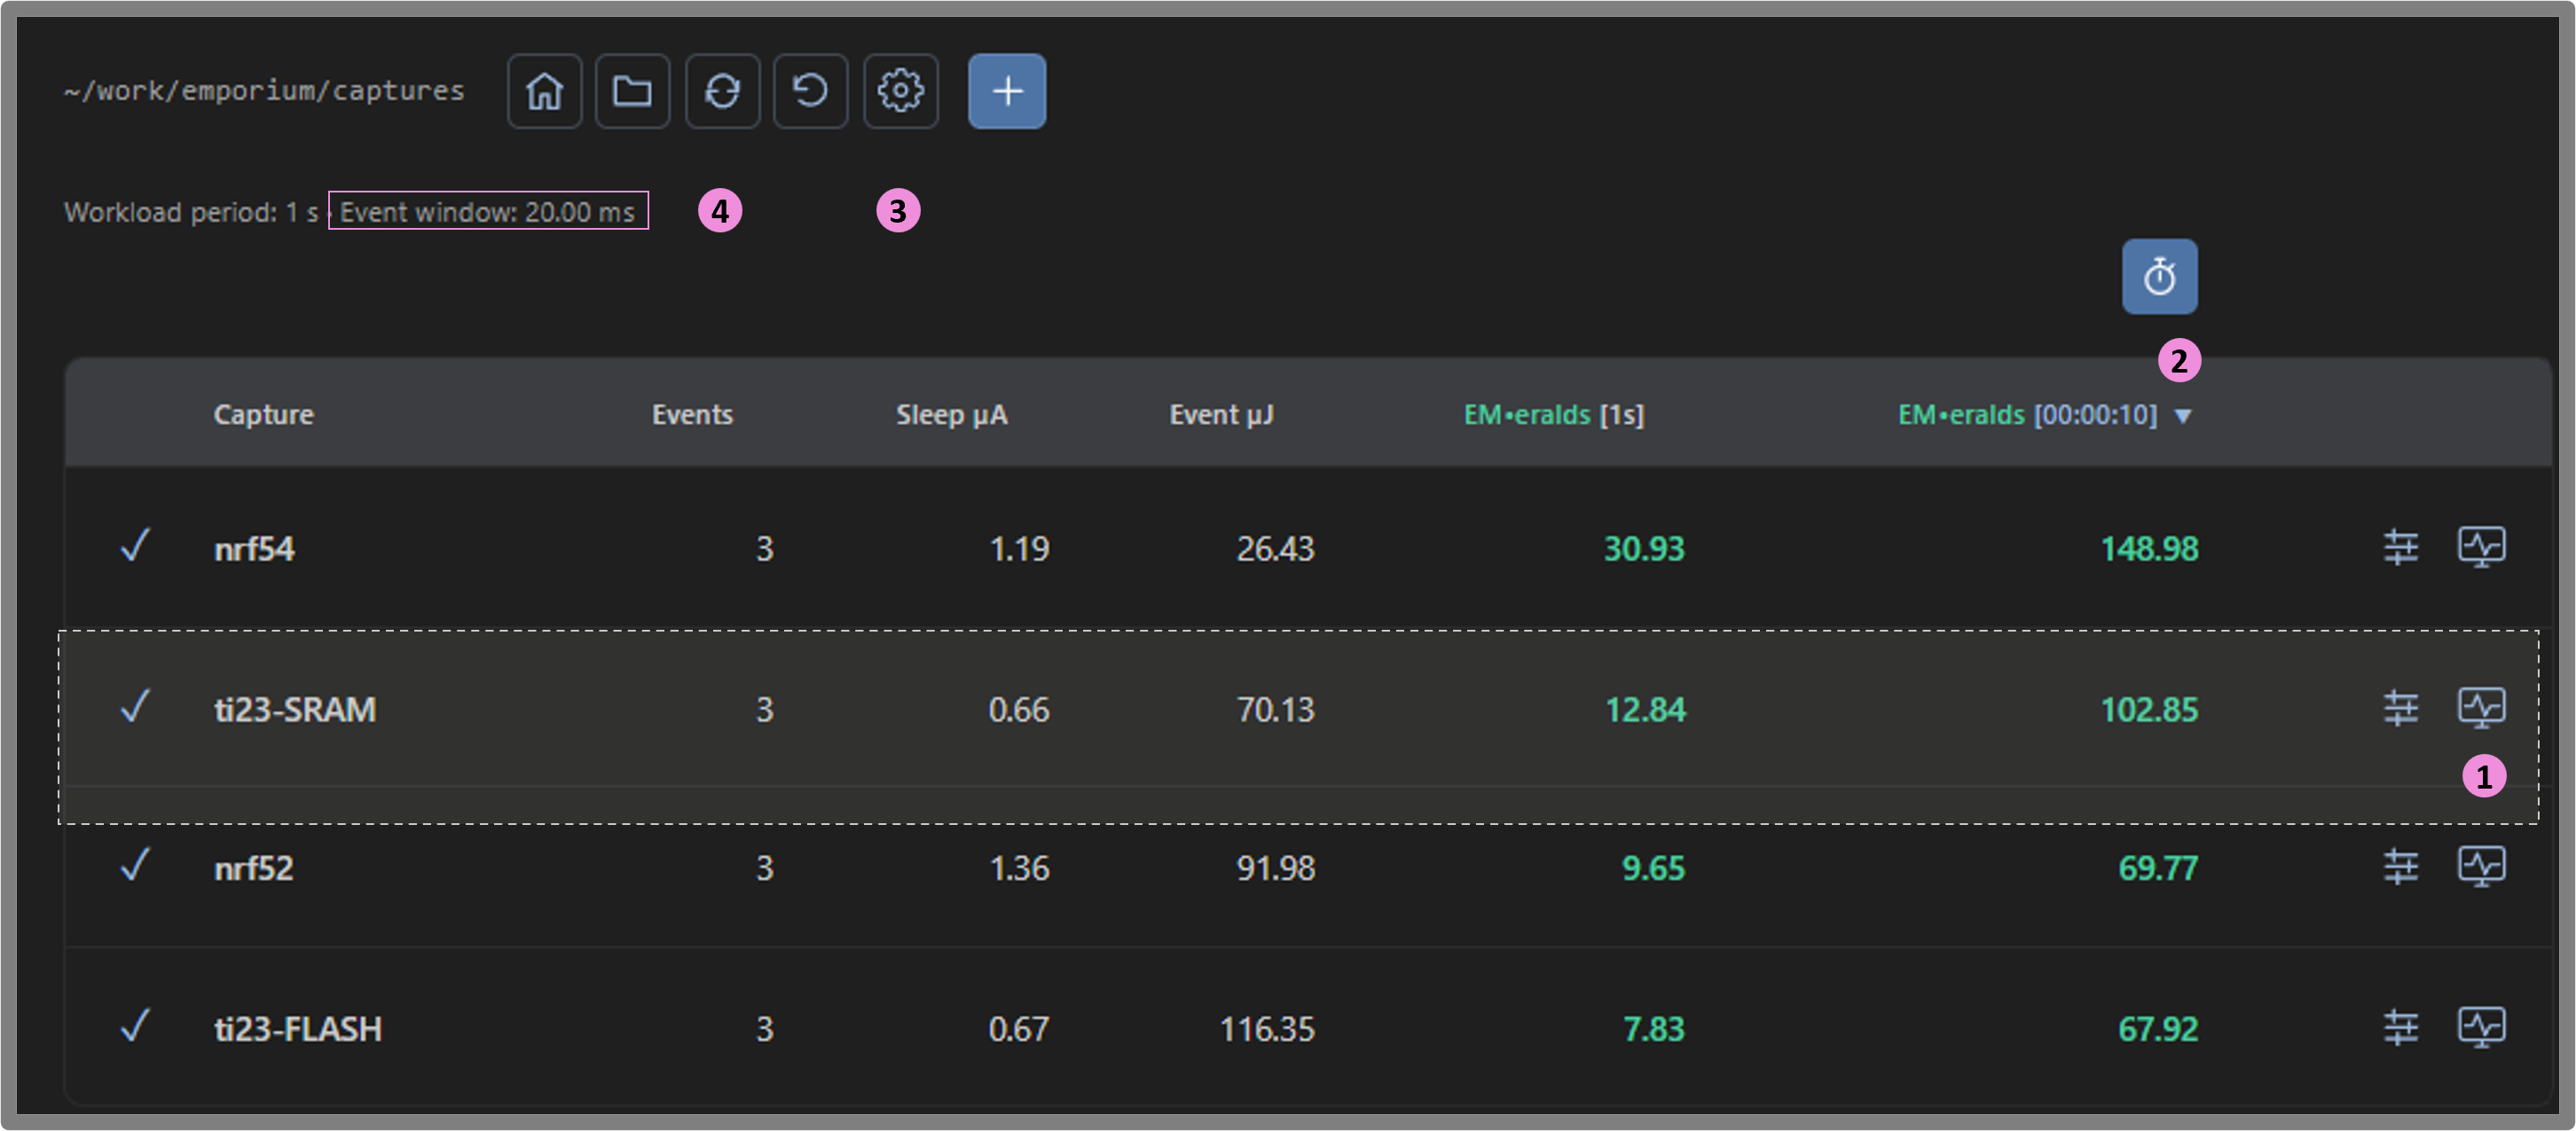 ~/work/emporium/captures
Workload period: 1 s · Event window: 20.00 ms 4 3
2
Capture Events Sleep µA Event µJ EM•eralds [1s] EM•eralds [00:00:10] ▼
nrf54 3 1.19 26.43 30.93 148.98
ti23-SRAM 3 0.66 70.13 12.84 102.85
1
nrf52 3 1.36 91.98 9.65 69.77
ti23-FLASH 3 0.67 116.35 7.83 67.92